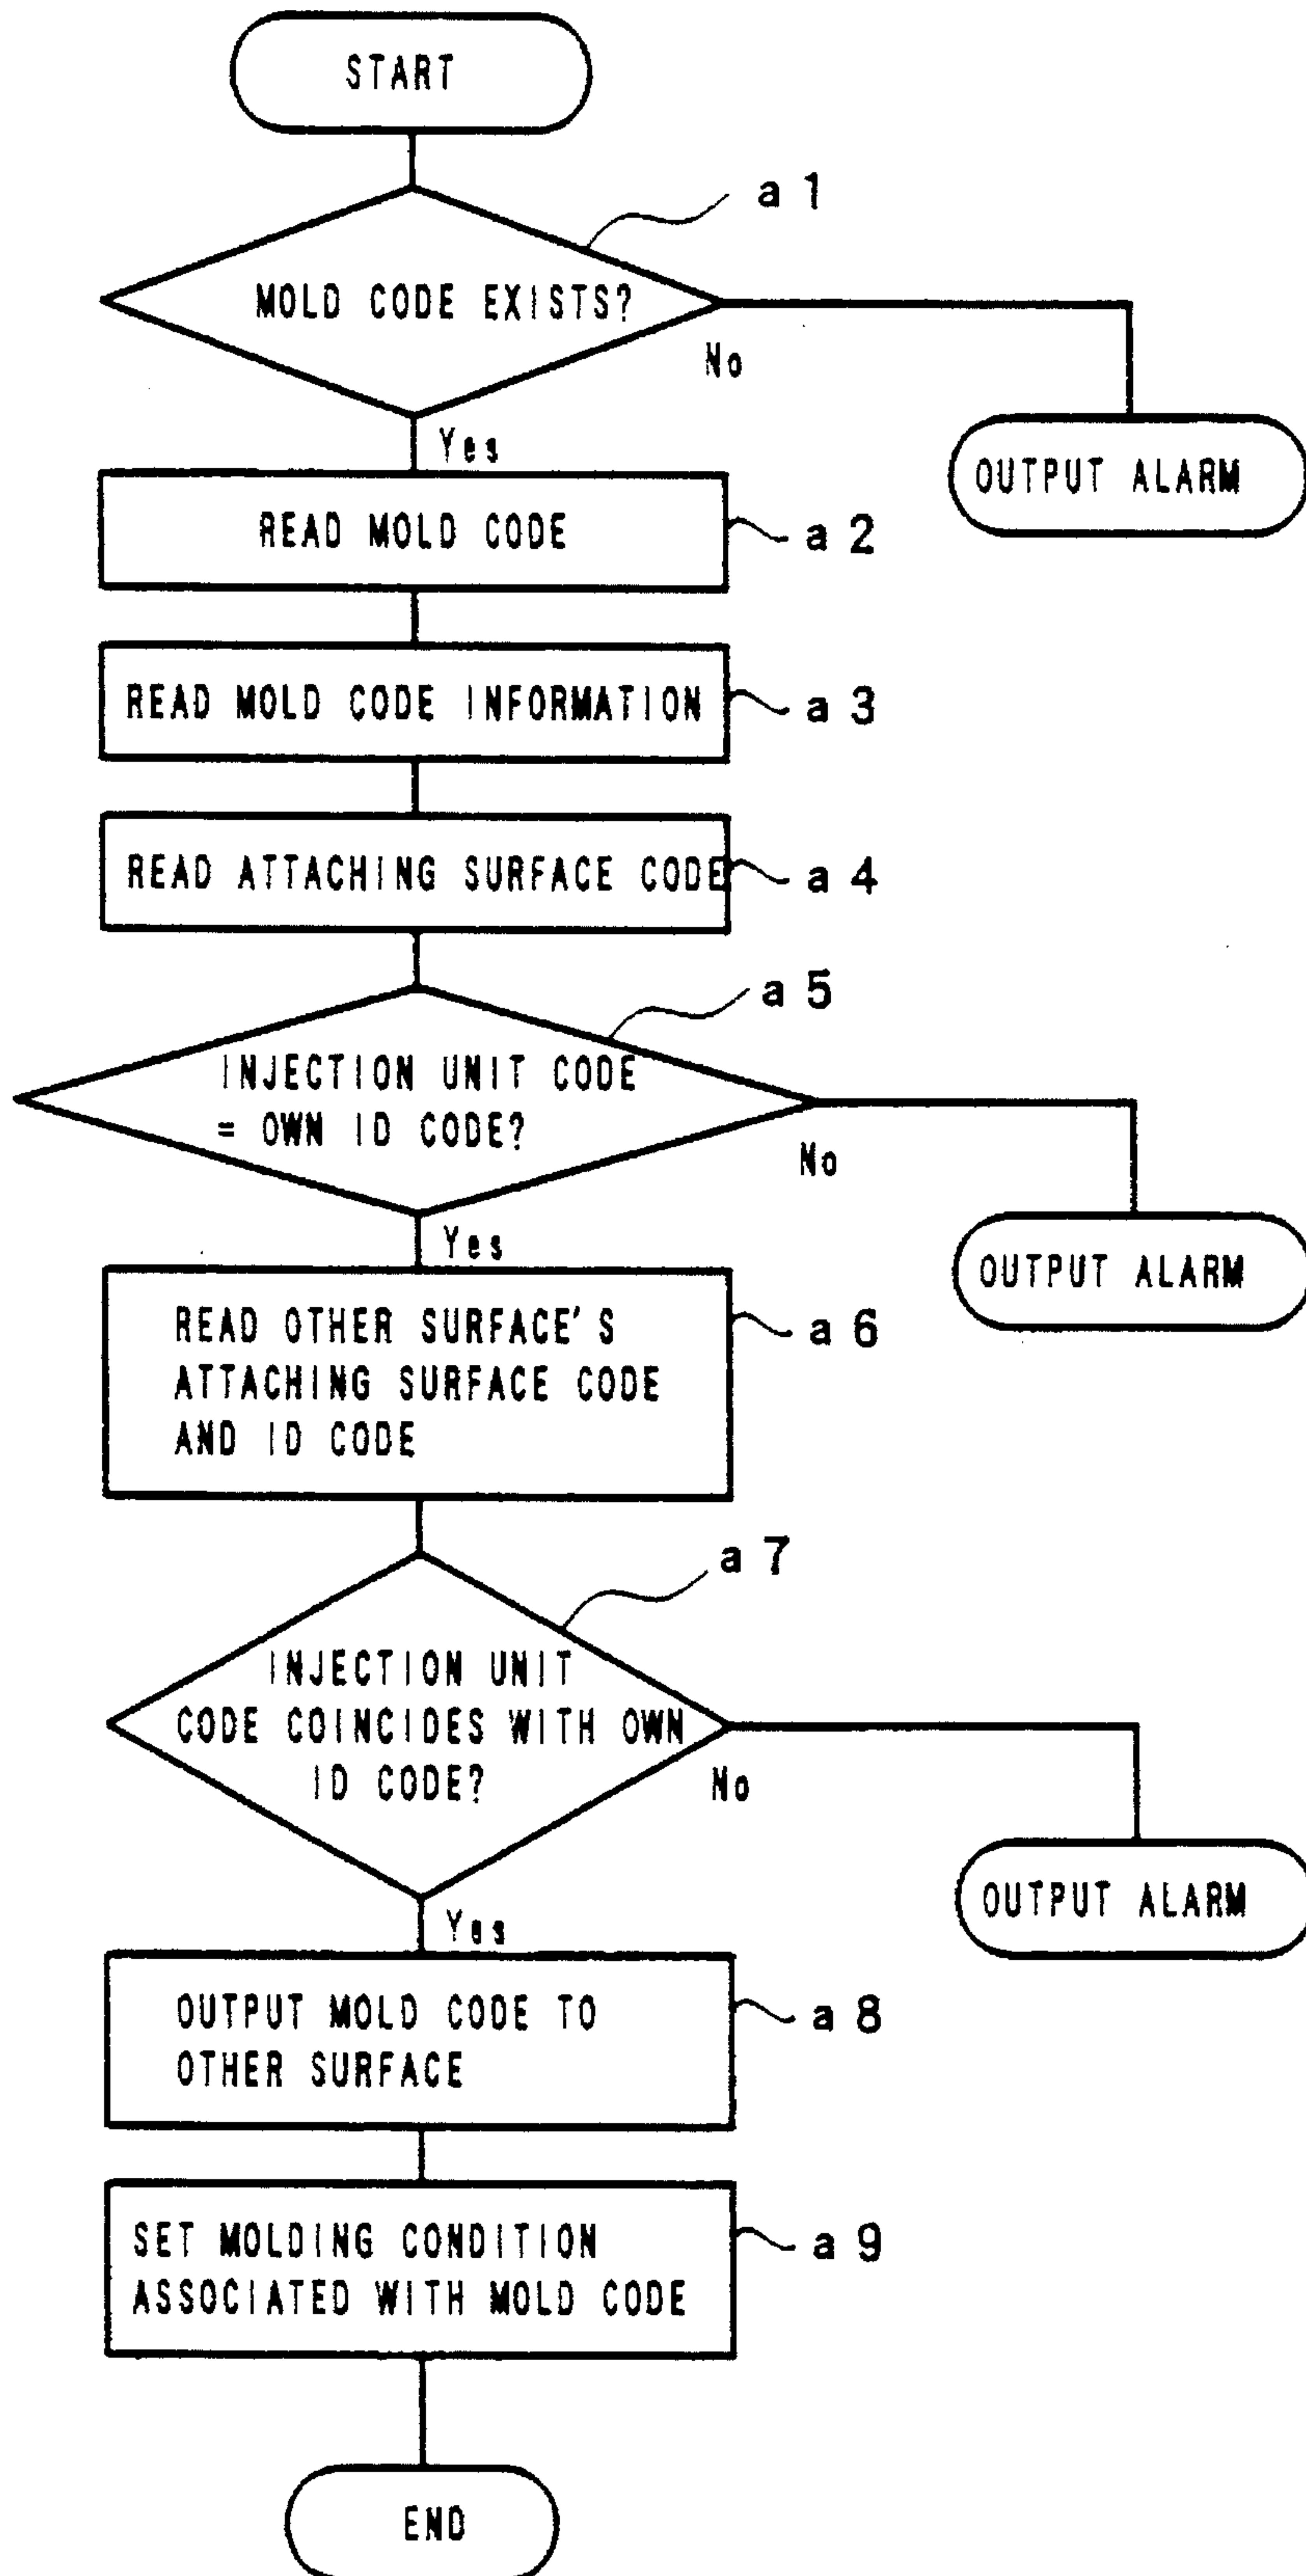 START
a 1
MOLD CODE EXISTS?
No
Yes
OUTPUT ALARM
READ MOLD CODE
a 2
READ MOLD CODE INFORMATION
a 3
READ ATTACHING SURFACE CODE
a 4
a 5
INJECTION UNIT CODE
= OWN ID CODE?
No
Yes
OUTPUT ALARM
READ OTHER SURFACE'S
ATTACHING SURFACE CODE
AND ID CODE
a 6
a 7
INJECTION UNIT
CODE COINCIDES WITH OWN
ID CODE?
No
Yes
OUTPUT ALARM
OUTPUT MOLD CODE TO
OTHER SURFACE
a 8
SET MOLDING CONDITION
ASSOCIATED WITH MOLD CODE
a 9
END